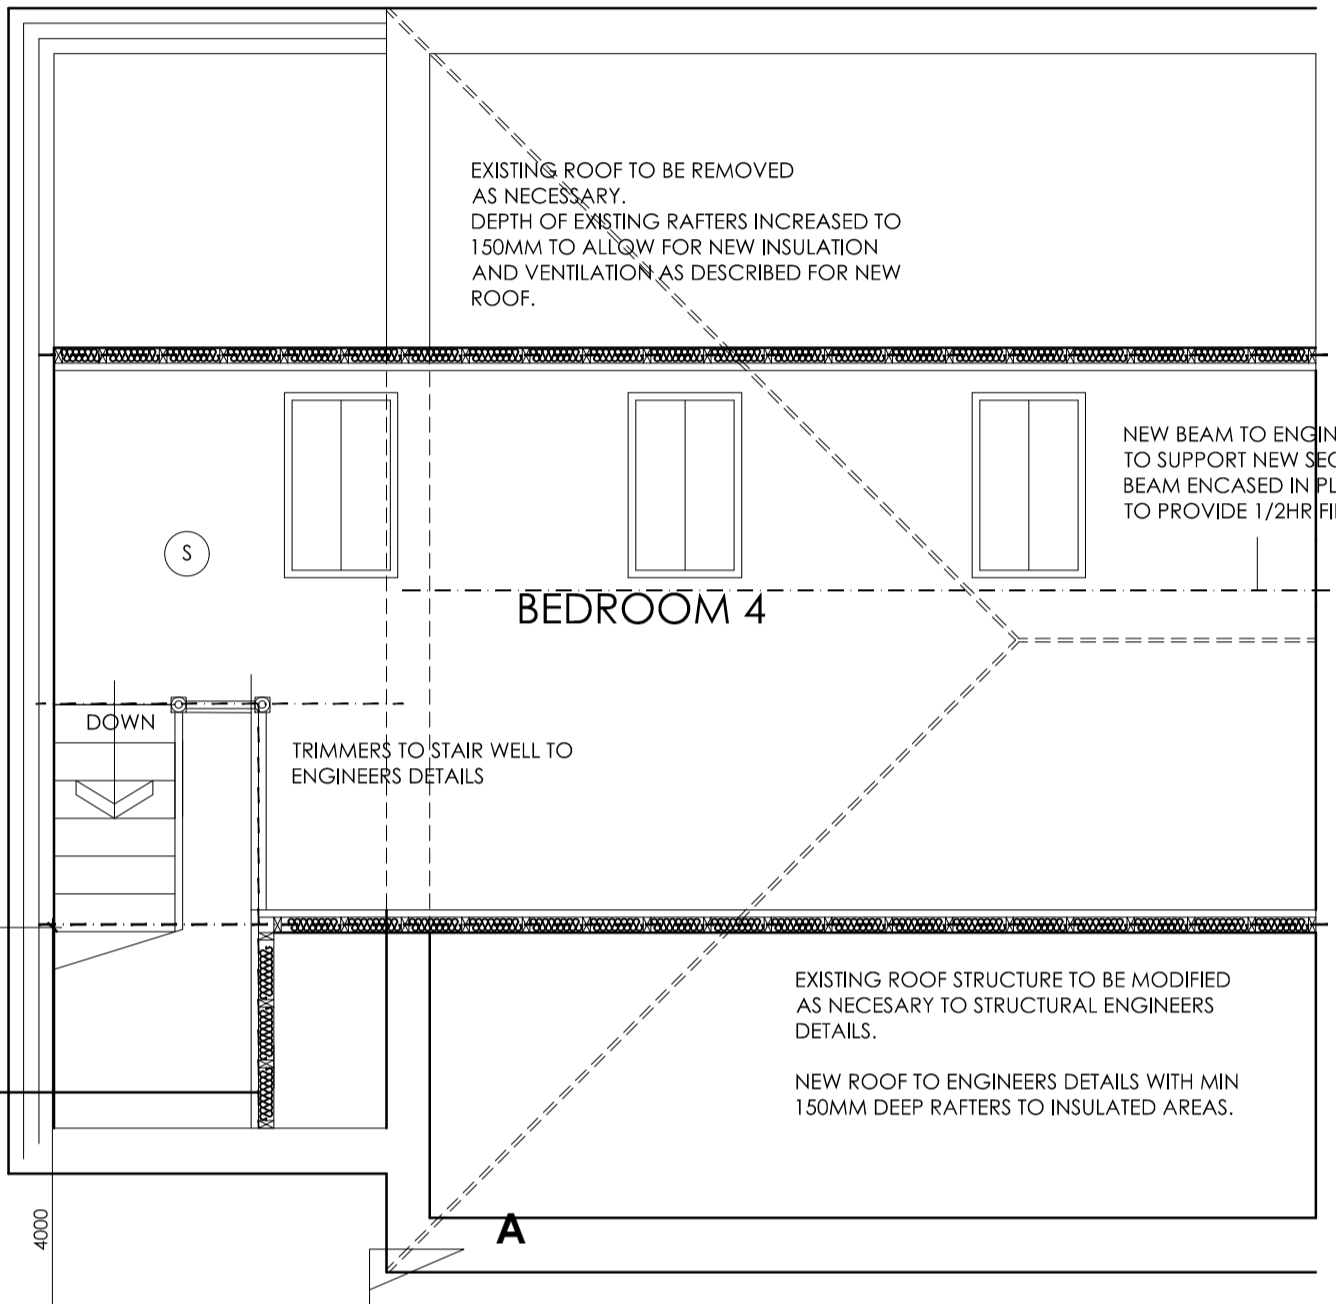 EXISTING ROOF TO BE REMOVED
AS NECESSARY.
DEPTH OF EXISTING RAFTERS INCREASED TO
150MM TO ALLOW FOR NEW INSULATION
AND VENTILATION AS DESCRIBED FOR NEW
ROOF.
NEW BEAM TO ENGIN
TO SUPPORT NEW SEC
BEAM ENCASED IN PL
TO PROVIDE 1/2HR FI
S
BEDROOM 4
DOWN
TRIMMERS TO STAIR WELL TO
ENGINEERS DETAILS
EXISTING ROOF STRUCTURE TO BE MODIFIED
AS NECESARY TO STRUCTURAL ENGINEERS
DETAILS.
NEW ROOF TO ENGINEERS DETAILS WITH MIN
150MM DEEP RAFTERS TO INSULATED AREAS.
4000
A